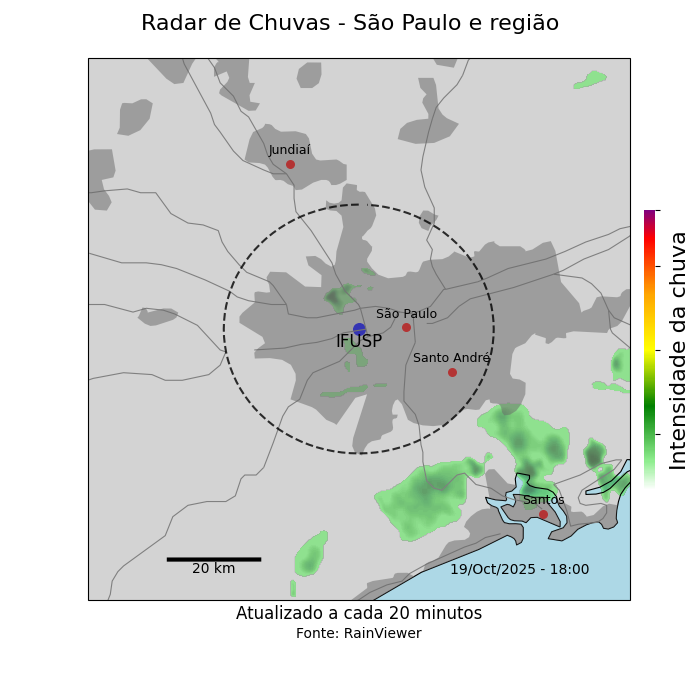 Radar de Chuvas - São Paulo e região
Jundiaí
São Paulo
IFUSP
Santo André
Santos
20 km
19/Oct/2025 - 18:00
Intensidade da chuva
Atualizado a cada 20 minutos
Fonte: RainViewer